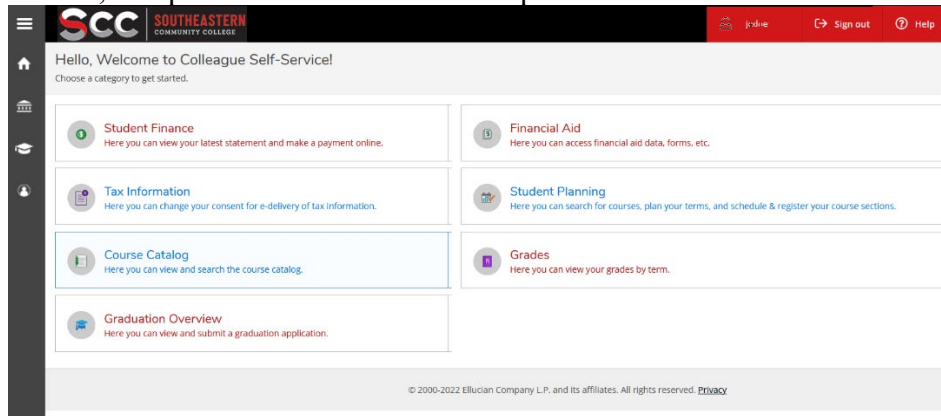 SCC SOUTHEASTERN
COMMUNITY COLLEGE
Sign out
Help
Hello, Welcome to Colleague Self-Service!
Choose a category to get started.
Student Finance
Here you can view your latest statement and make a payment online.
Financial Aid
Here you can access financial aid data, forms, etc.
Tax Information
Here you can change your consent for e-delivery of tax information.
Student Planning
Here you can search for courses, plan your terms, and schedule & register your course sections.
Course Catalog
Here you can view and search the course catalog.
Grades
Here you can view your grades by term.
Graduation Overview
Here you can view and submit a graduation application.
© 2000-2022 Ellucian Company L.P. and its affiliates. All rights reserved. Privacy